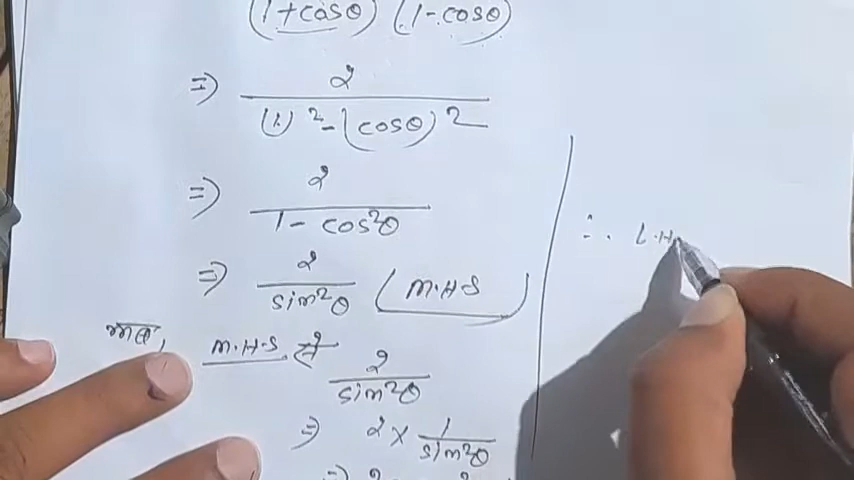 (1+cosθ) (1-cosθ)
=) 2
(1)² - (cosθ)²
=) 2
1 - cos²θ
=) 2
sin²θ (M.H.S)
अब, M.H.S से
2
sin²θ
=) 2 × 1
sin²θ
∴ L.H